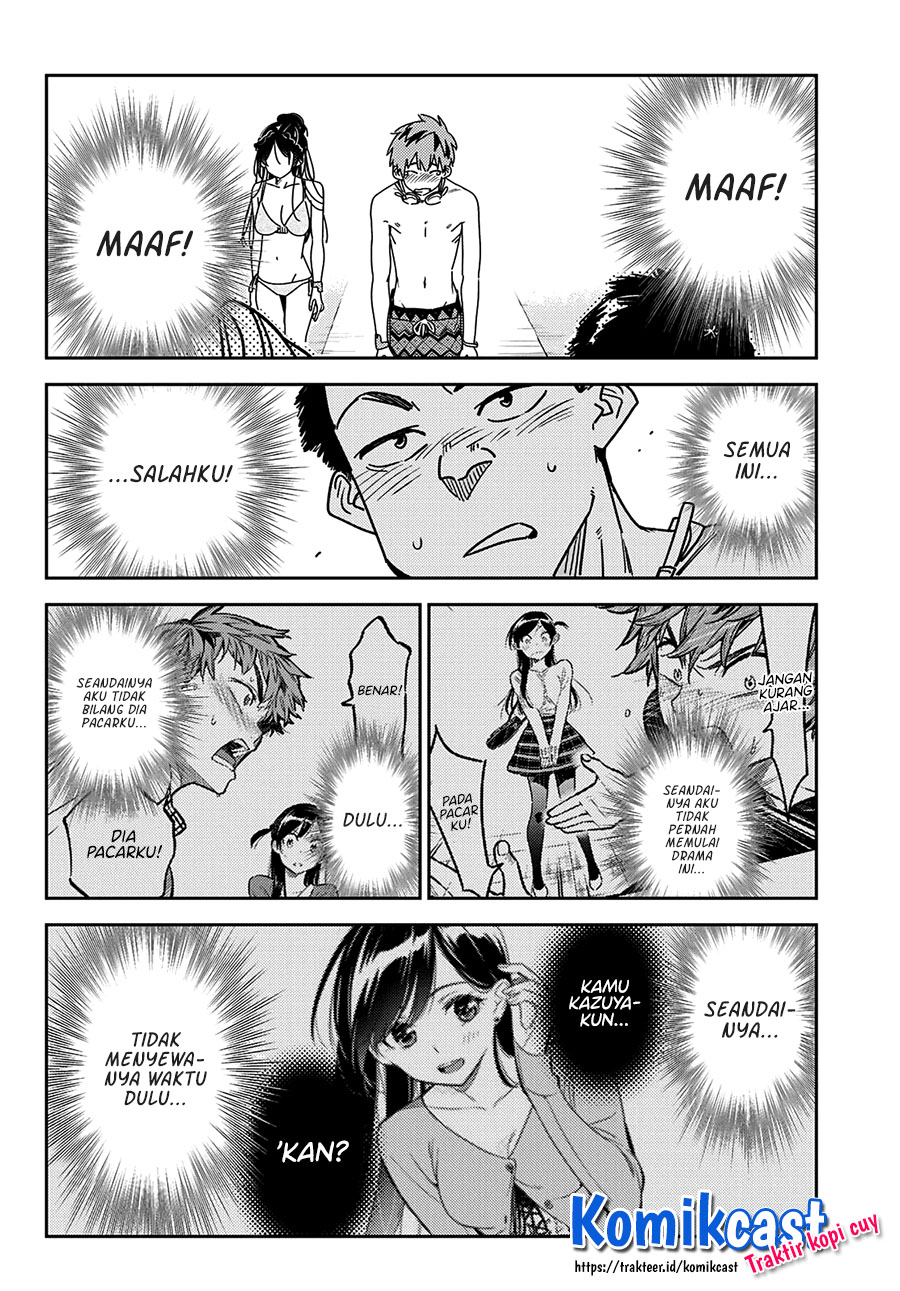 MAAF!
MAAF!
SEMUA
INI...
...SALAHKU!
JANGAN
KURANG
AJAR...
SEANDAI-
NYA AKU
TIDAK
PERNAH
MEMULAI
DRAMA
INI...
PADA
PACAR
KU!
BENAR!
DULU...
SEANDAINYA
AKU TIDAK
BILANG DIA
PACARKU...
DIA
PACARKU!
SEANDAI-
NYA...
KAMU
KAZUYA-
KUN...
'KAN?
TIDAK
MENYEWA-
NYA WAKTU
DULU...
Komikcast
Traktir kopi cuy
https://trakteer.id/komikcast